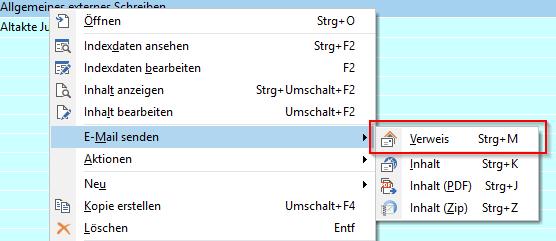 Allgemeines externes Schreiben
Altakte Ju
Öffnen Strg+O
Indexdaten ansehen Strg+F2
Indexdaten bearbeiten F2
Inhalt anzeigen Strg+Umschalt+F2
Inhalt bearbeiten Umschalt+F2
E-Mail senden
Verweis Strg+M
Aktionen
Inhalt Strg+K
Neu
Inhalt (PDF) Strg+J
Kopie erstellen Umschalt+F4
Inhalt (Zip) Strg+Z
Löschen Entf